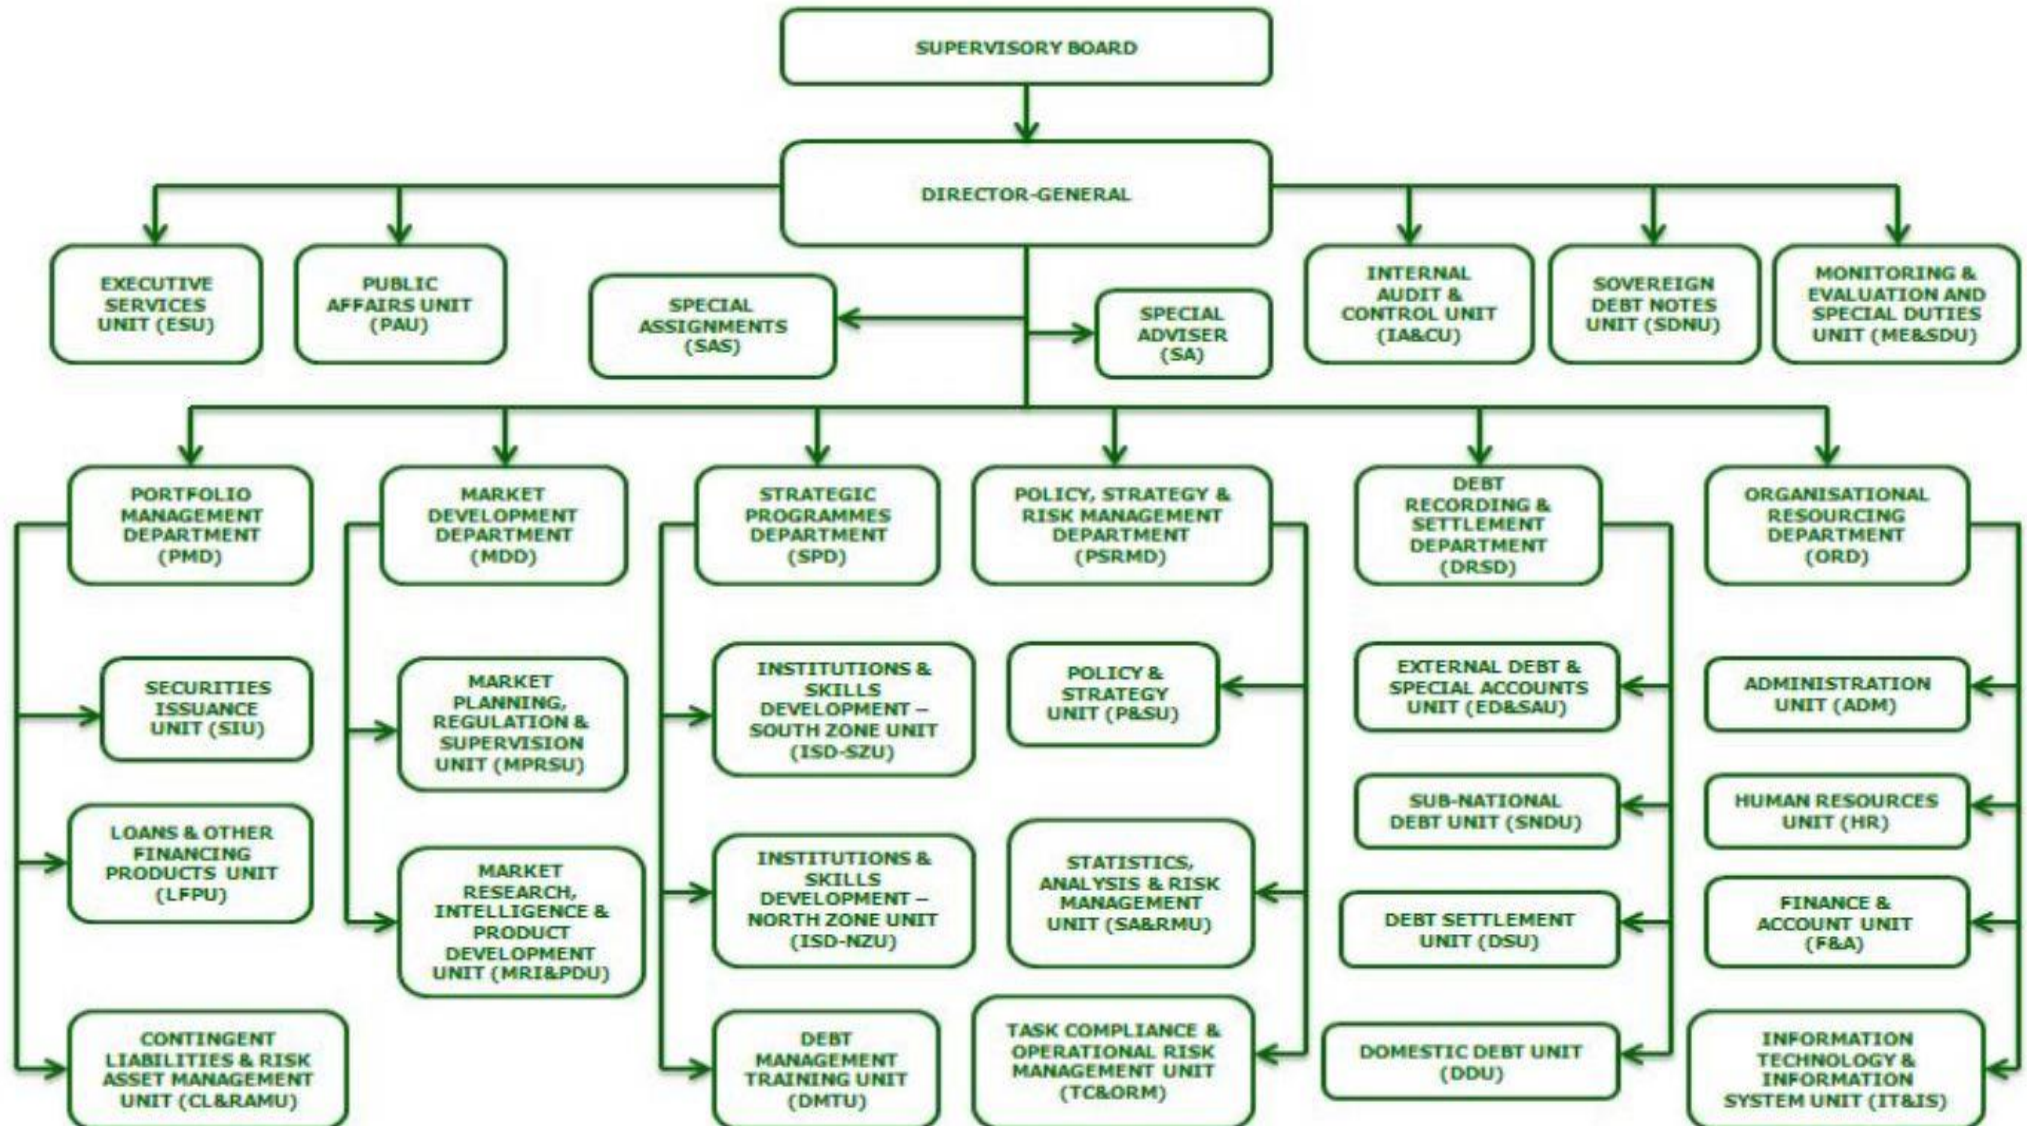 SUPERVISORY BOARD
DIRECTOR-GENERAL
EXECUTIVE
SERVICES
UNIT (ESU)
PUBLIC
AFFAIRS UNIT
(PAU)
SPECIAL
ASSIGNMENTS
(SAS)
SPECIAL
ADVISER
(SA)
INTERNAL
AUDIT &
CONTROL UNIT
(IA&CU)
SOVEREIGN
DEBT NOTES
UNIT (SDNU)
MONITORING &
EVALUATION AND
SPECIAL DUTIES
UNIT (ME&SDU)
PORTFOLIO
MANAGEMENT
DEPARTMENT
(PMD)
MARKET
DEVELOPMENT
DEPARTMENT
(MDD)
STRATEGIC
PROGRAMMES
DEPARTMENT
(SPD)
POLICY, STRATEGY &
RISK MANAGEMENT
DEPARTMENT
(PSRMD)
DEBT
RECORDING &
SETTLEMENT
DEPARTMENT
(DRSD)
ORGANISATIONAL
RESOURCING
DEPARTMENT
(ORD)
SECURITIES
ISSUANCE
UNIT (SIU)
LOANS & OTHER
FINANCING
PRODUCTS UNIT
(LFPU)
CONTINGENT
LIABILITIES & RISK
ASSET MANAGEMENT
UNIT (CL&RAMU)
MARKET
PLANNING,
REGULATION &
SUPERVISION
UNIT (MPRSU)
MARKET
RESEARCH,
INTELLIGENCE &
PRODUCT
DEVELOPMENT
UNIT (MRI&PDU)
INSTITUTIONS &
SKILLS
DEVELOPMENT –
SOUTH ZONE UNIT
(ISD-SZU)
INSTITUTIONS &
SKILLS
DEVELOPMENT –
NORTH ZONE UNIT
(ISD-NZU)
DEBT
MANAGEMENT
TRAINING UNIT
(DMTU)
POLICY &
STRATEGY
UNIT (P&SU)
STATISTICS,
ANALYSIS & RISK
MANAGEMENT
UNIT (SA&RMU)
TASK COMPLIANCE &
OPERATIONAL RISK
MANAGEMENT UNIT
(TC&ORM)
EXTERNAL DEBT &
SPECIAL ACCOUNTS
UNIT (ED&SAU)
SUB-NATIONAL
DEBT UNIT (SNDU)
DEBT SETTLEMENT
UNIT (DSU)
DOMESTIC DEBT UNIT
(DDU)
ADMINISTRATION
UNIT (ADM)
HUMAN RESOURCES
UNIT (HR)
FINANCE &
ACCOUNT UNIT
(F&A)
INFORMATION
TECHNOLOGY &
INFORMATION
SYSTEM UNIT (IT&IS)